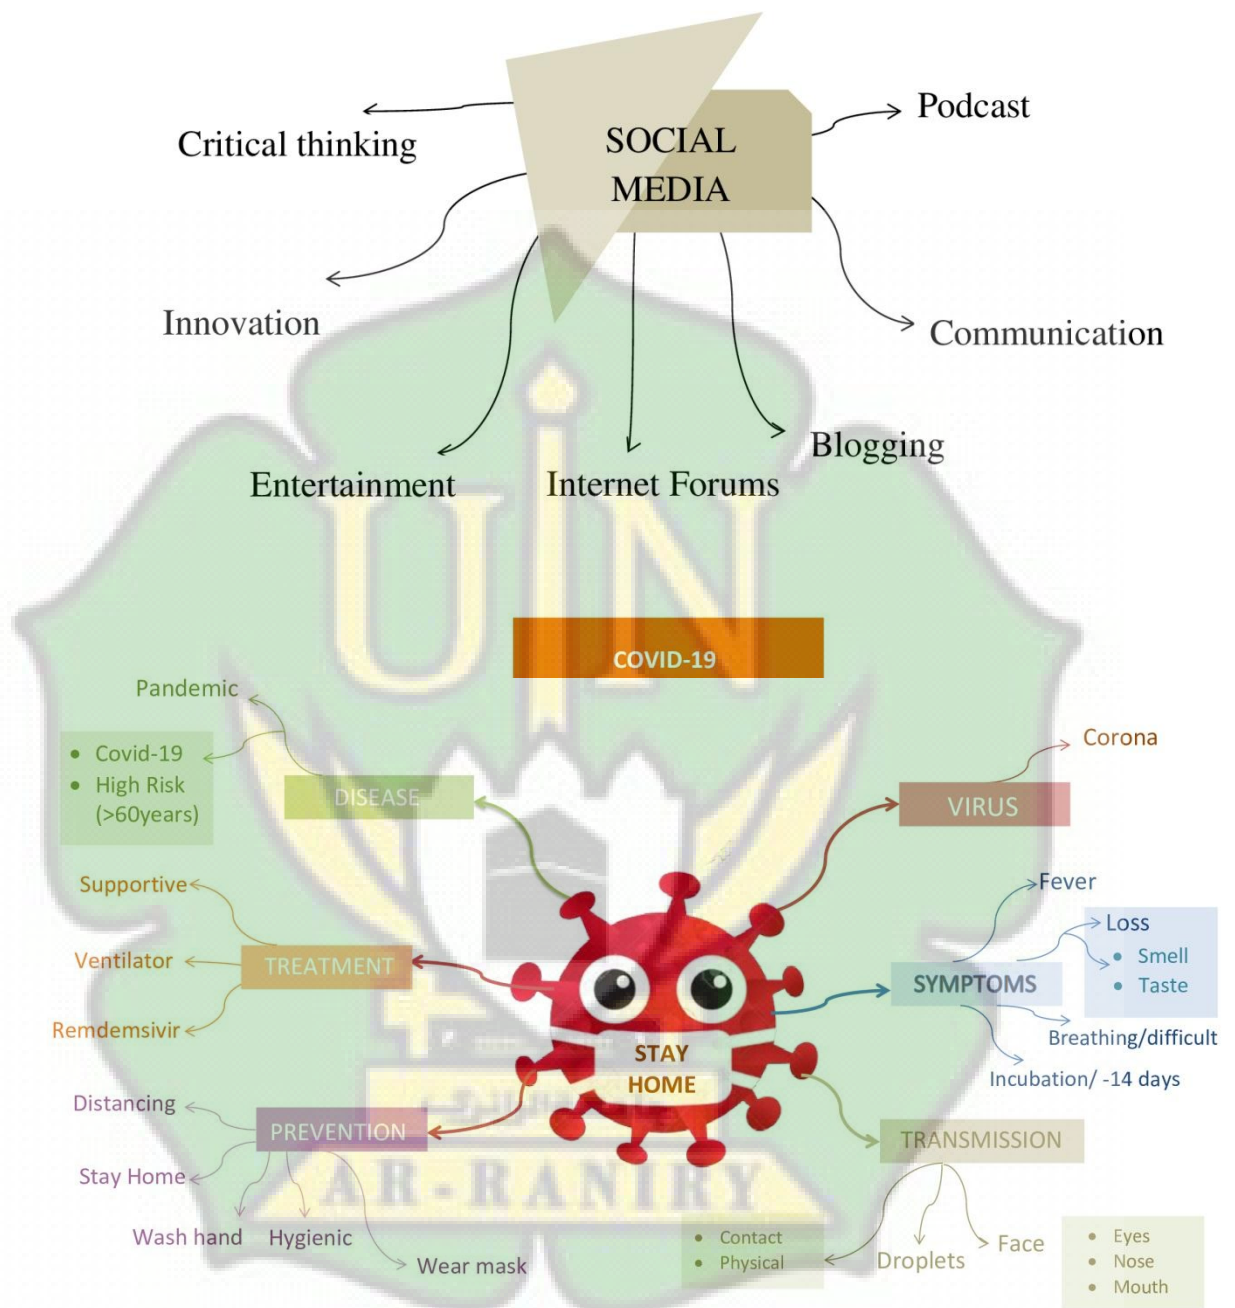 SOCIAL
MEDIA
Critical thinking
Podcast
Innovation
Communication
Entertainment
Internet Forums
Blogging
UIN
COVID-19
Pandemic
• Covid-19
• High Risk
(>60years)
DISEASE
Corona
VIRUS
Supportive
Ventilator
Remdemsivir
TREATMENT
Fever
Loss
• Smell
• Taste
SYMPTOMS
Breathing/difficult
Incubation/ -14 days
STAY
HOME
Distancing
PREVENTION
Stay Home
Wash hand
Hygienic
Wear mask
TRANSMISSION
• Contact
• Physical
Droplets
Face
• Eyes
• Nose
• Mouth
AR-RANIRY